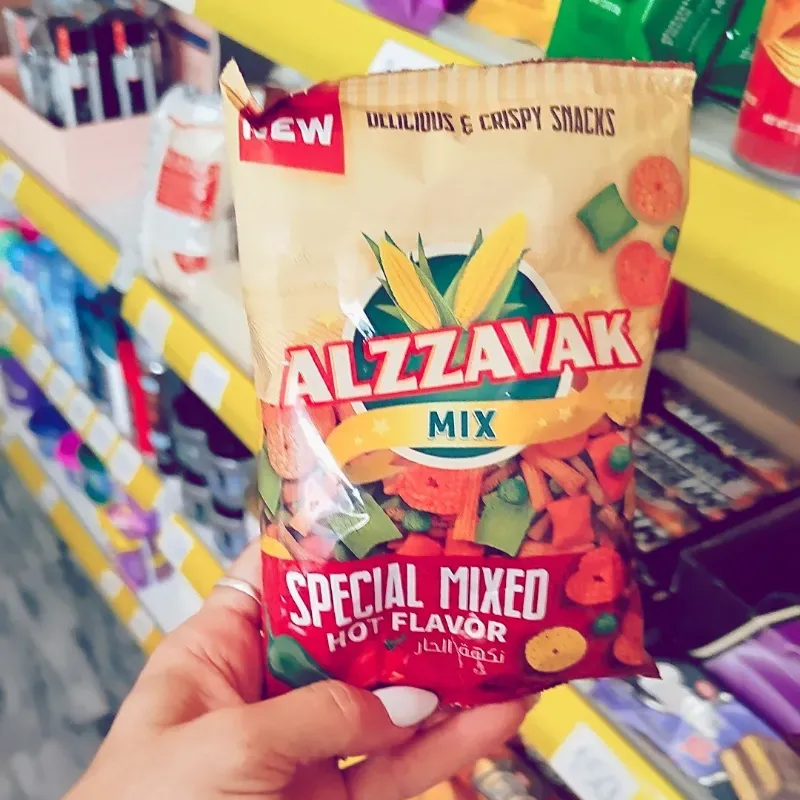 NEW
DELICIOUS & CRISPY SNACKS
ALZZAVAK
MIX
SPECIAL MIXED
HOT FLAVOR
نكهة الحار